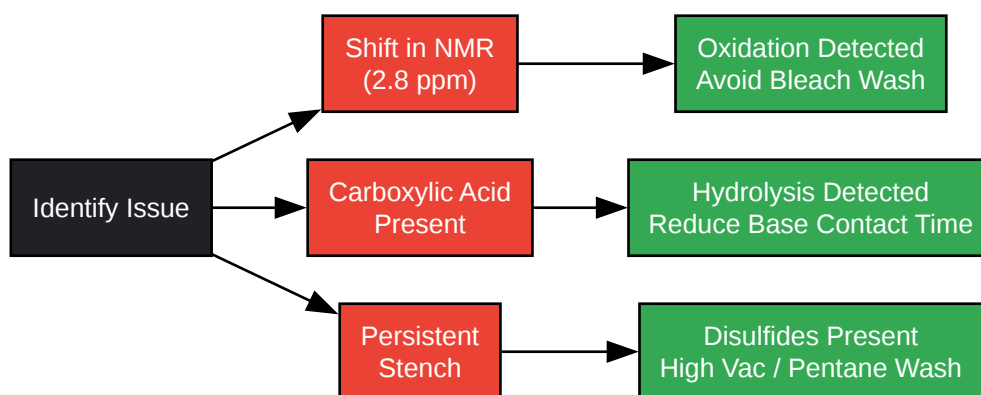 Identify Issue
Shift in NMR
(2.8 ppm)
Oxidation Detected
Avoid Bleach Wash
Carboxylic Acid
Present
Hydrolysis Detected
Reduce Base Contact Time
Persistent
Stench
Disulfides Present
High Vac / Pentane Wash